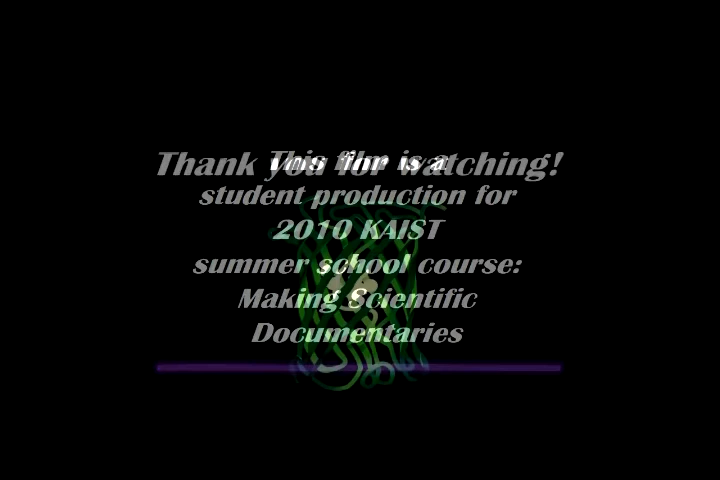 Thank You for watching!
This film is a
student production for
2010 KAIST
summer school course:
Making Scientific
Documentaries